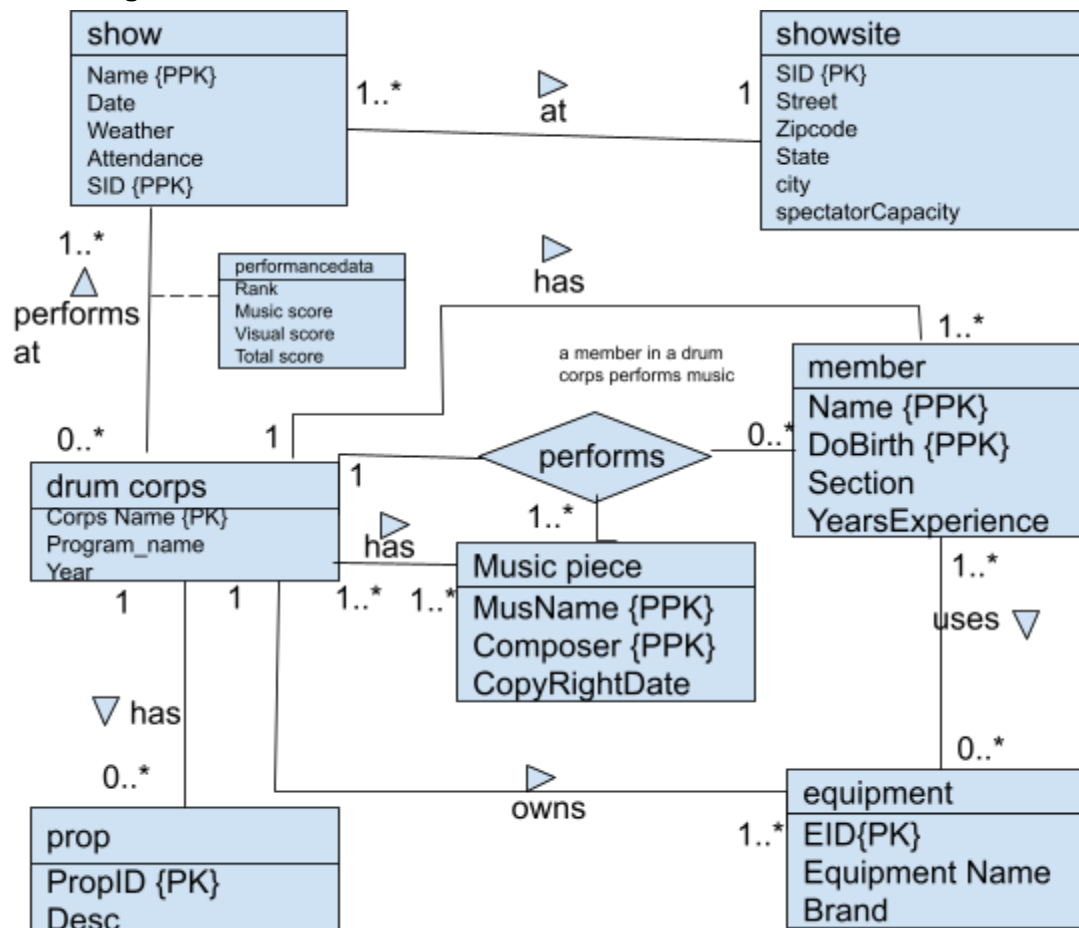 show
Name {PPK}
Date
Weather
Attendance
SID {PPK}
1..*
at
1
showsite
SID {PK}
Street
Zipcode
State
city
spectatorCapacity
1..*
performs
at
0..*
performancedata
Rank
Music score
Visual score
Total score
has
1
1..*
a member in a drum
corps performs music
performs
1
0..*
1..*
member
Name {PPK}
DoBirth {PPK}
Section
YearsExperience
drum corps
Corps Name {PK}
Program_name
Year
has
1..*
1..*
Music piece
MusName {PPK}
Composer {PPK}
CopyRightDate
1..*
uses
0..*
1
has
0..*
1
owns
1..*
prop
PropID {PK}
Desc
equipment
EID{PK}
Equipment Name
Brand